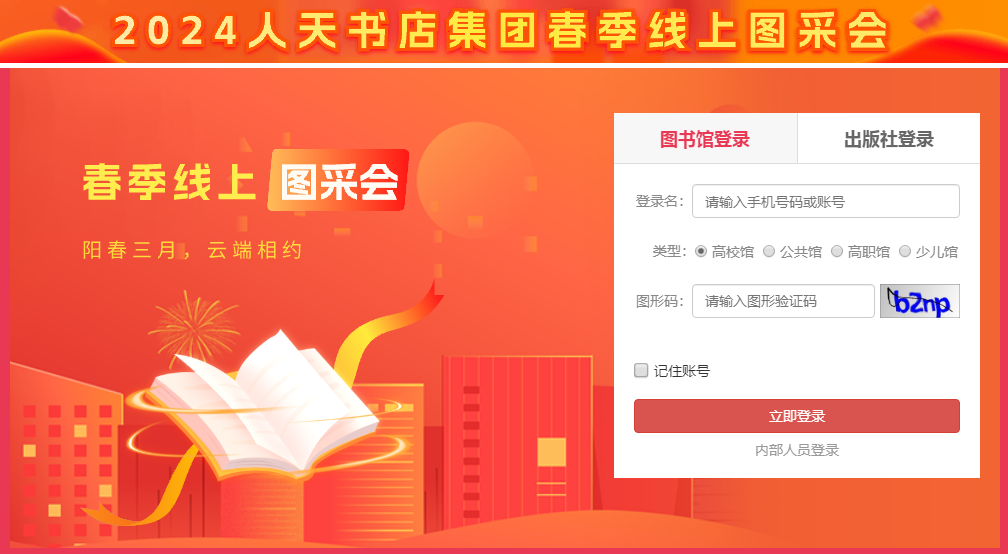 2024人天书店集团春季线上图采会
春季线上 图采会
阳春三月，云端相约
图书馆登录 出版社登录
登录名： 请输入手机号码或账号
类型： 高校馆 公共馆 高职馆 少儿馆
图形码： 请输入图形验证码 b2np
记住账号
立即登录
内部人员登录